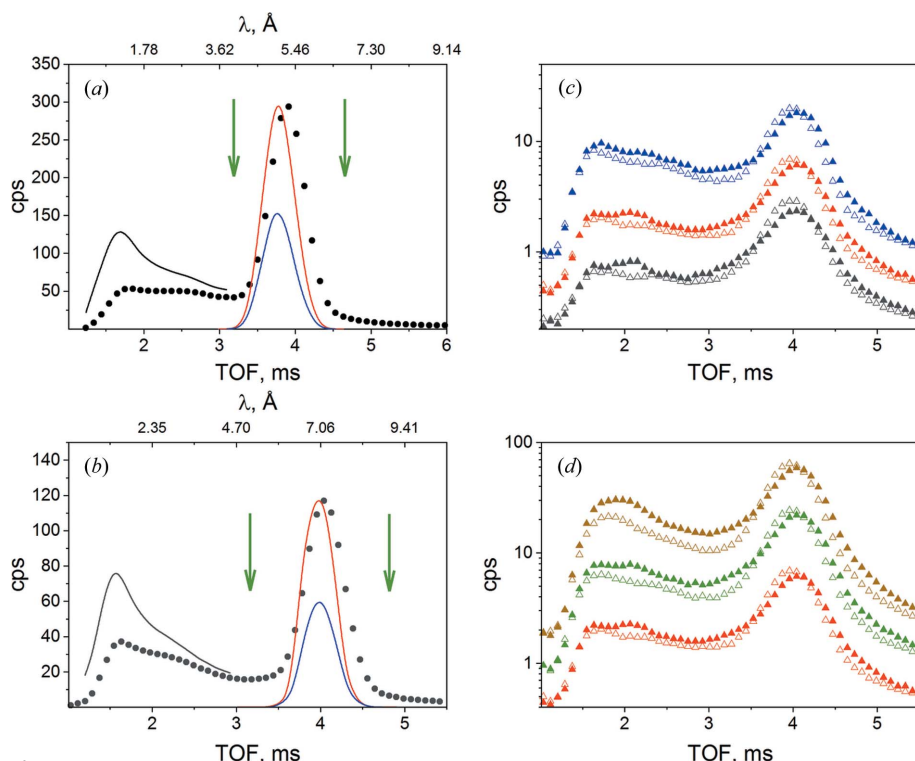 λ, Å
1.78 3.62 5.46 7.30 9.14
(a)
350
300
250
200
150
100
50
cps
2 3 4 5 6
TOF, ms
(c)
10
1
cps
2 3 4 5
TOF, ms
λ, Å
2.35 4.70 7.06 9.41
(b)
140
120
100
80
60
40
20
cps
2 3 4 5
TOF, ms
(d)
100
10
1
cps
2 3 4 5
TOF, ms